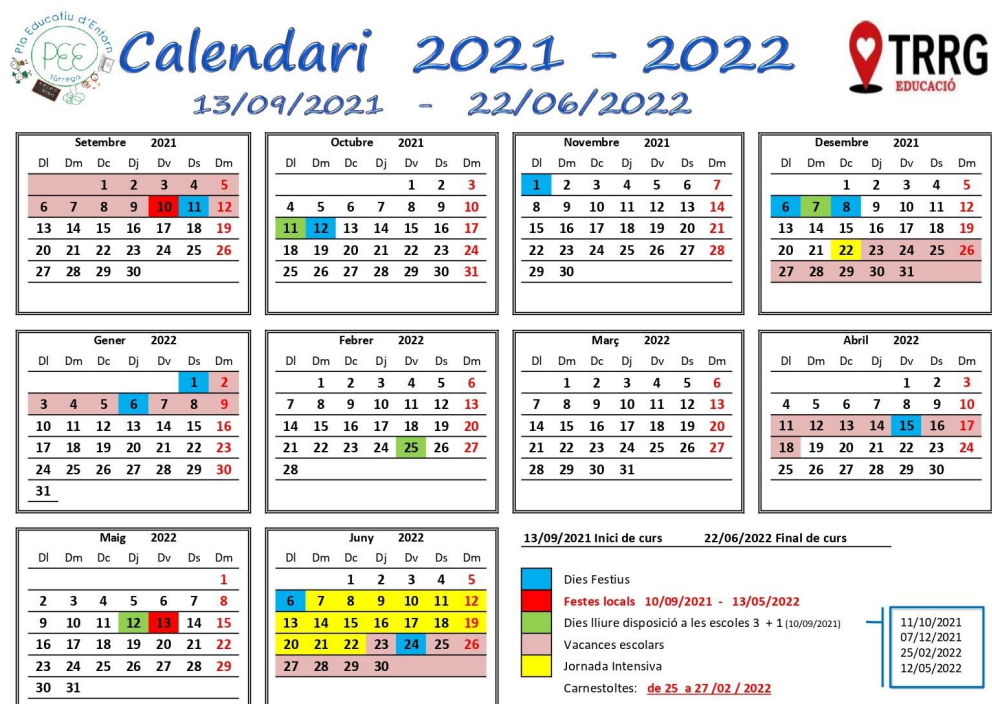 Pla Educatiu d'Entorn
PEE
Tàrrega
Calendari 2021 - 2022
13/09/2021 - 22/06/2022
TRRG
EDUCACIÓ
Setembre 2021
Dl Dm Dc Dj Dv Ds Dm
1 2 3 4 5
6 7 8 9 10 11 12
13 14 15 16 17 18 19
20 21 22 23 24 25 26
27 28 29 30
Octubre 2021
Dl Dm Dc Dj Dv Ds Dm
1 2 3
4 5 6 7 8 9 10
11 12 13 14 15 16 17
18 19 20 21 22 23 24
25 26 27 28 29 30 31
Novembre 2021
Dl Dm Dc Dj Dv Ds Dm
1 2 3 4 5 6 7
8 9 10 11 12 13 14
15 16 17 18 19 20 21
22 23 24 25 26 27 28
29 30
Desembre 2021
Dl Dm Dc Dj Dv Ds Dm
1 2 3 4 5
6 7 8 9 10 11 12
13 14 15 16 17 18 19
20 21 22 23 24 25 26
27 28 29 30 31
Gener 2022
Dl Dm Dc Dj Dv Ds Dm
1 2
3 4 5 6 7 8 9
10 11 12 13 14 15 16
17 18 19 20 21 22 23
24 25 26 27 28 29 30
31
Febrer 2022
Dl Dm Dc Dj Dv Ds Dm
1 2 3 4 5 6
7 8 9 10 11 12 13
14 15 16 17 18 19 20
21 22 23 24 25 26 27
28
Març 2022
Dl Dm Dc Dj Dv Ds Dm
1 2 3 4 5 6
7 8 9 10 11 12 13
14 15 16 17 18 19 20
21 22 23 24 25 26 27
28 29 30 31
Abril 2022
Dl Dm Dc Dj Dv Ds Dm
1 2 3
4 5 6 7 8 9 10
11 12 13 14 15 16 17
18 19 20 21 22 23 24
25 26 27 28 29 30
Maig 2022
Dl Dm Dc Dj Dv Ds Dm
1
2 3 4 5 6 7 8
9 10 11 12 13 14 15
16 17 18 19 20 21 22
23 24 25 26 27 28 29
30 31
Juny 2022
Dl Dm Dc Dj Dv Ds Dm
1 2 3 4 5
6 7 8 9 10 11 12
13 14 15 16 17 18 19
20 21 22 23 24 25 26
27 28 29 30
13/09/2021 Inici de curs 22/06/2022 Final de curs
Dies Festius
Festes locals 10/09/2021 - 13/05/2022
Dies lliure disposició a les escoles 3 + 1 (10/09/2021)
Vacances escolars
Jornada Intensiva
Carnestoltes: de 25 a 27 /02 / 2022
11/10/2021
07/12/2021
25/02/2022
12/05/2022